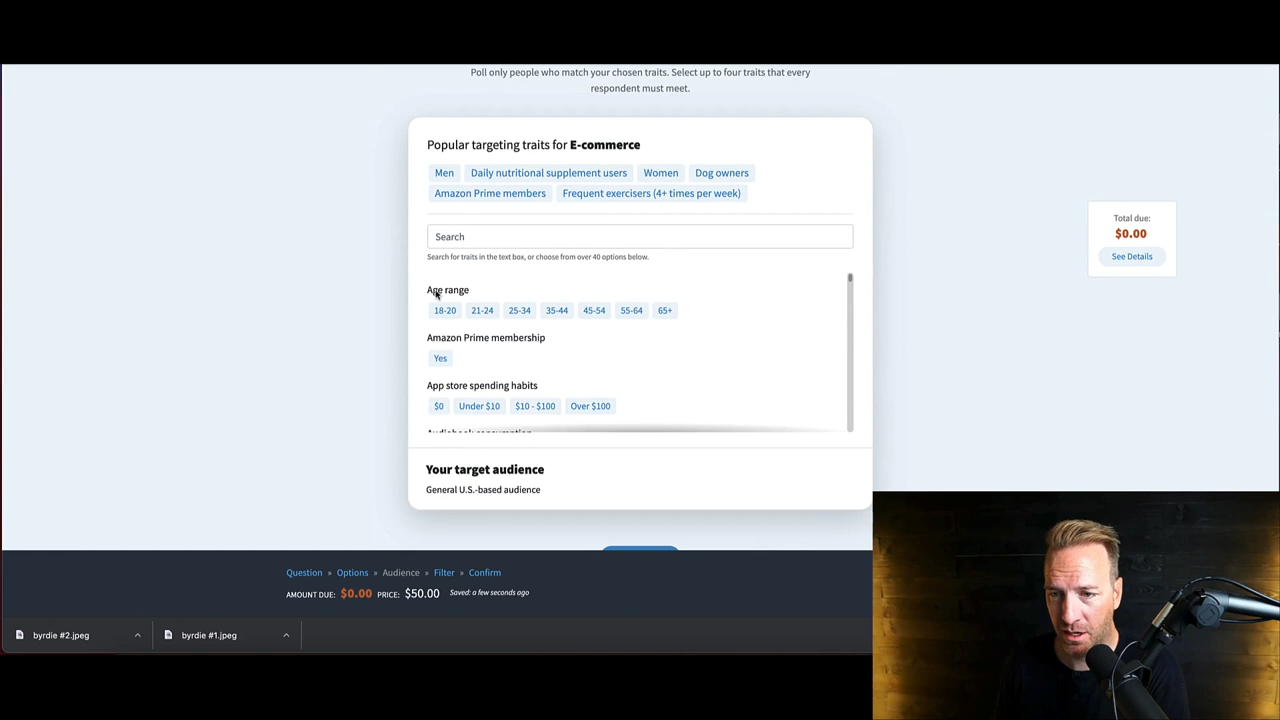 Poll only people who match your chosen traits. Select up to four traits that every
respondent must meet.
Popular targeting traits for E-commerce
Men Daily nutritional supplement users Women Dog owners
Amazon Prime members Frequent exercisers (4+ times per week)
Search
Search for traits in the text box, or choose from over 40 options below.
Age range
18-20 21-24 25-34 35-44 45-54 55-64 65+
Amazon Prime membership
Yes
App store spending habits
$0 Under $10 $10 - $100 Over $100
Audiobook consumption
Your target audience
General U.S.-based audience
Total due:
$0.00
See Details
Question » Options » Audience » Filter » Confirm
AMOUNT DUE: $0.00 PRICE: $50.00 Saved: a few seconds ago
byrdie #2.jpeg byrdie #1.jpeg